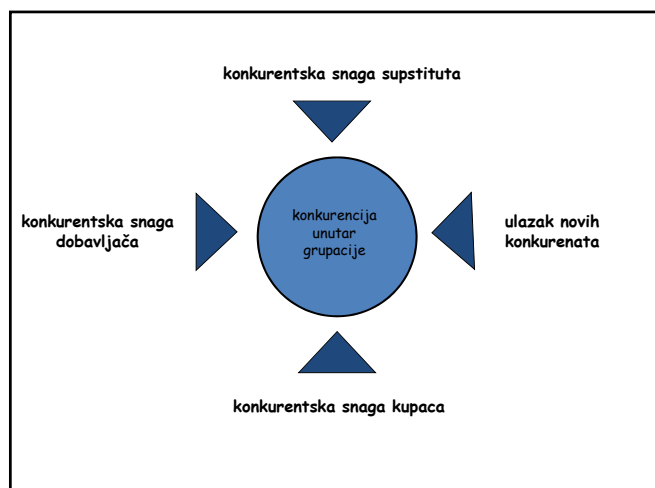 konkurentska snaga supstituta
konkurentska snaga
dobavljača
konkurencija
unutar
grupacije
ulazak novih
konkurenata
konkurentska snaga kupaca